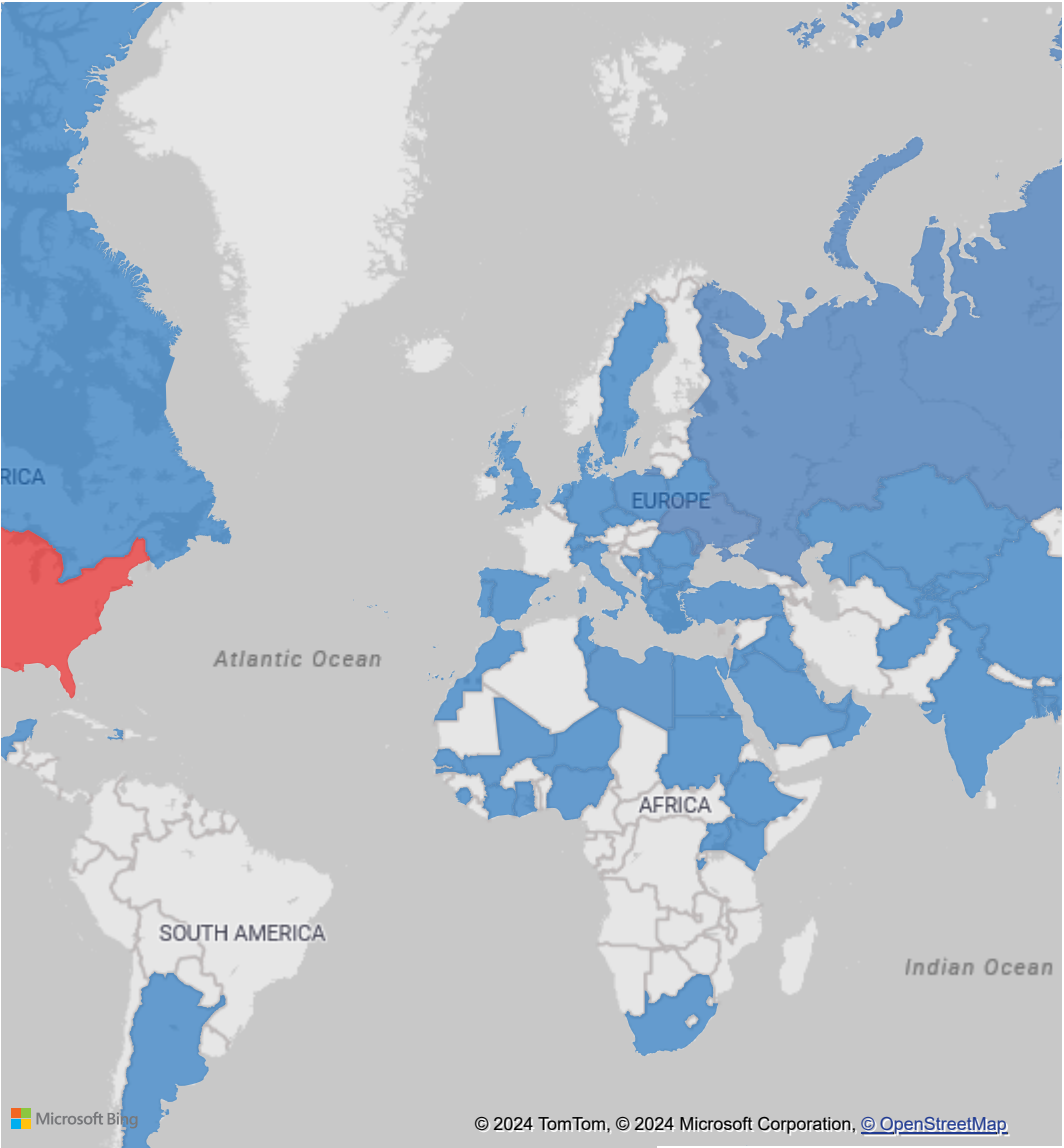 RICA
EUROPE
Atlantic Ocean
AFRICA
SOUTH AMERICA
Indian Ocean
Microsoft Bing
© 2024 TomTom, © 2024 Microsoft Corporation, © OpenStreetMap